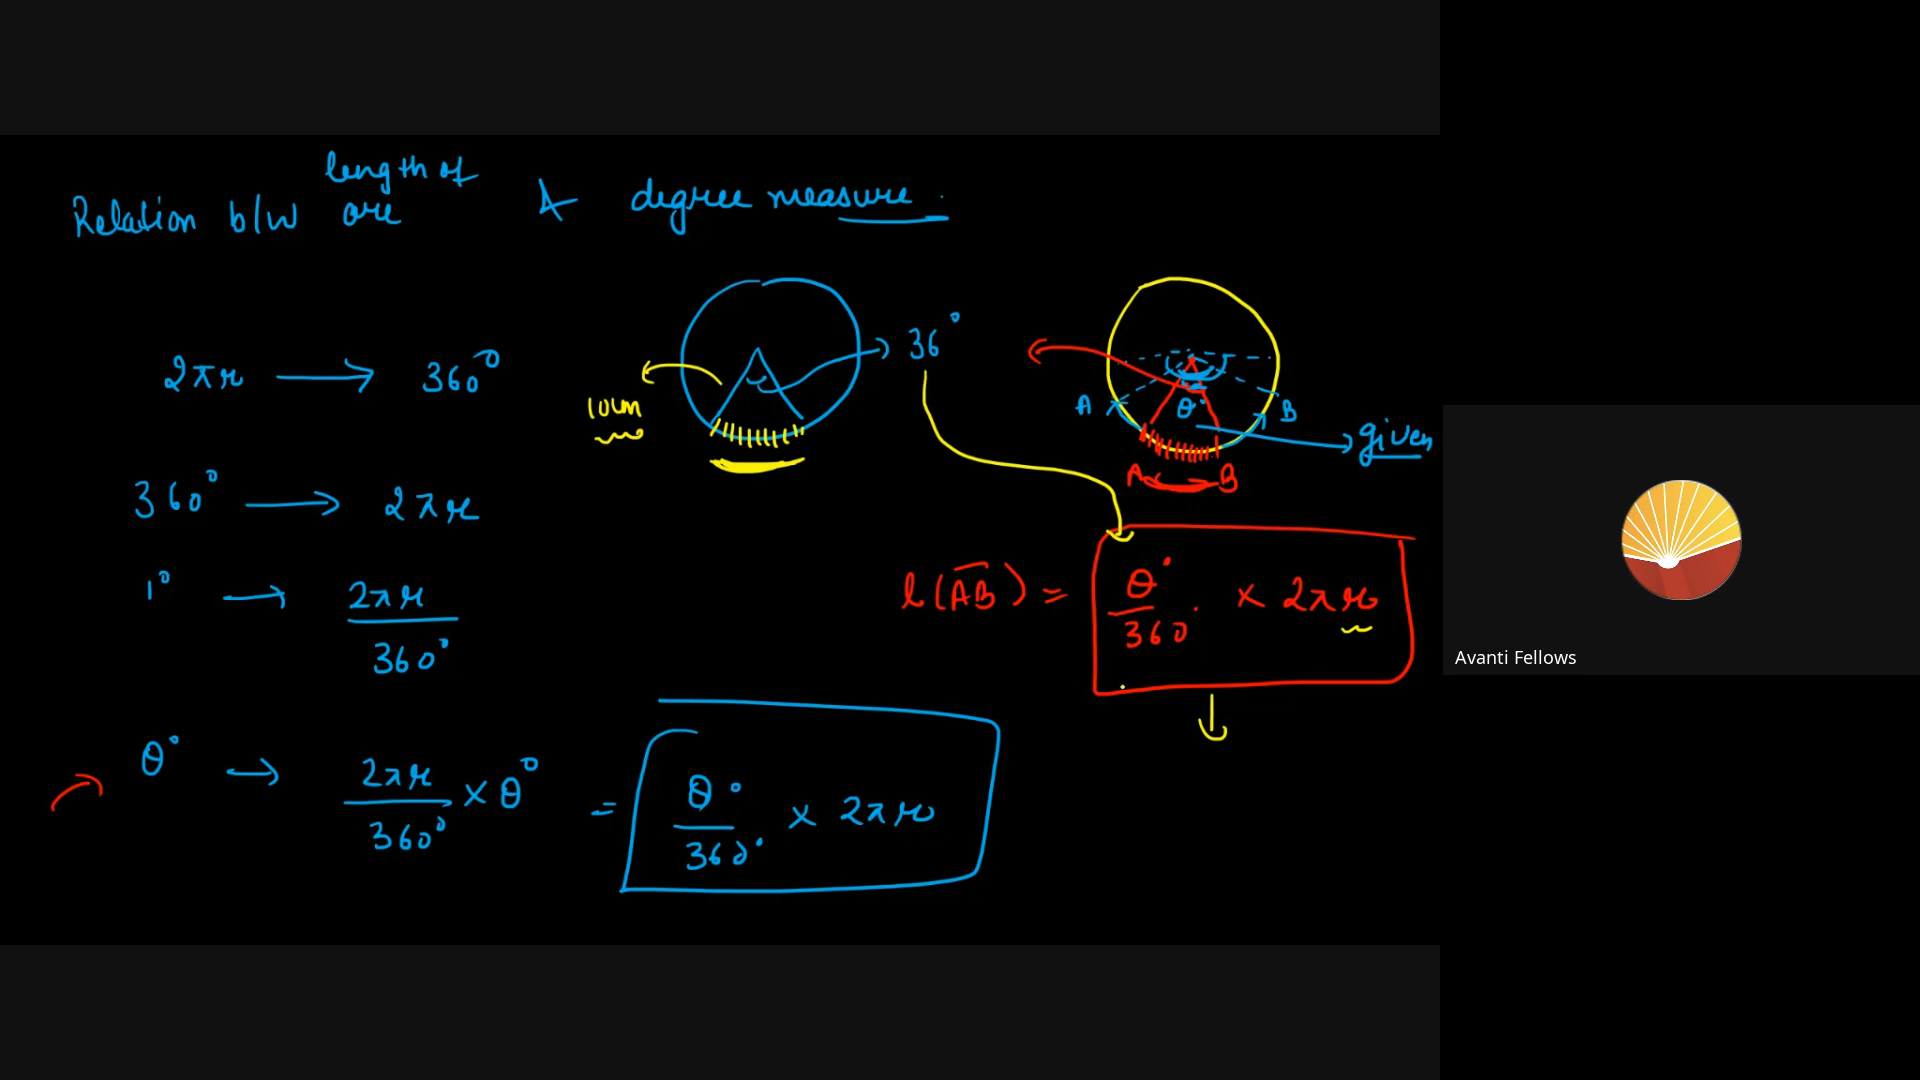 length of
Relation b/w arc & degree measure.
2πr → 360°
36°
10cm
A θ° B
given
A B
360° → 2πr
l(AB) = θ°/360° × 2πr
1° → 2πr/360°
θ° → 2πr/360° × θ° = θ°/360° × 2πr
Avanti Fellows